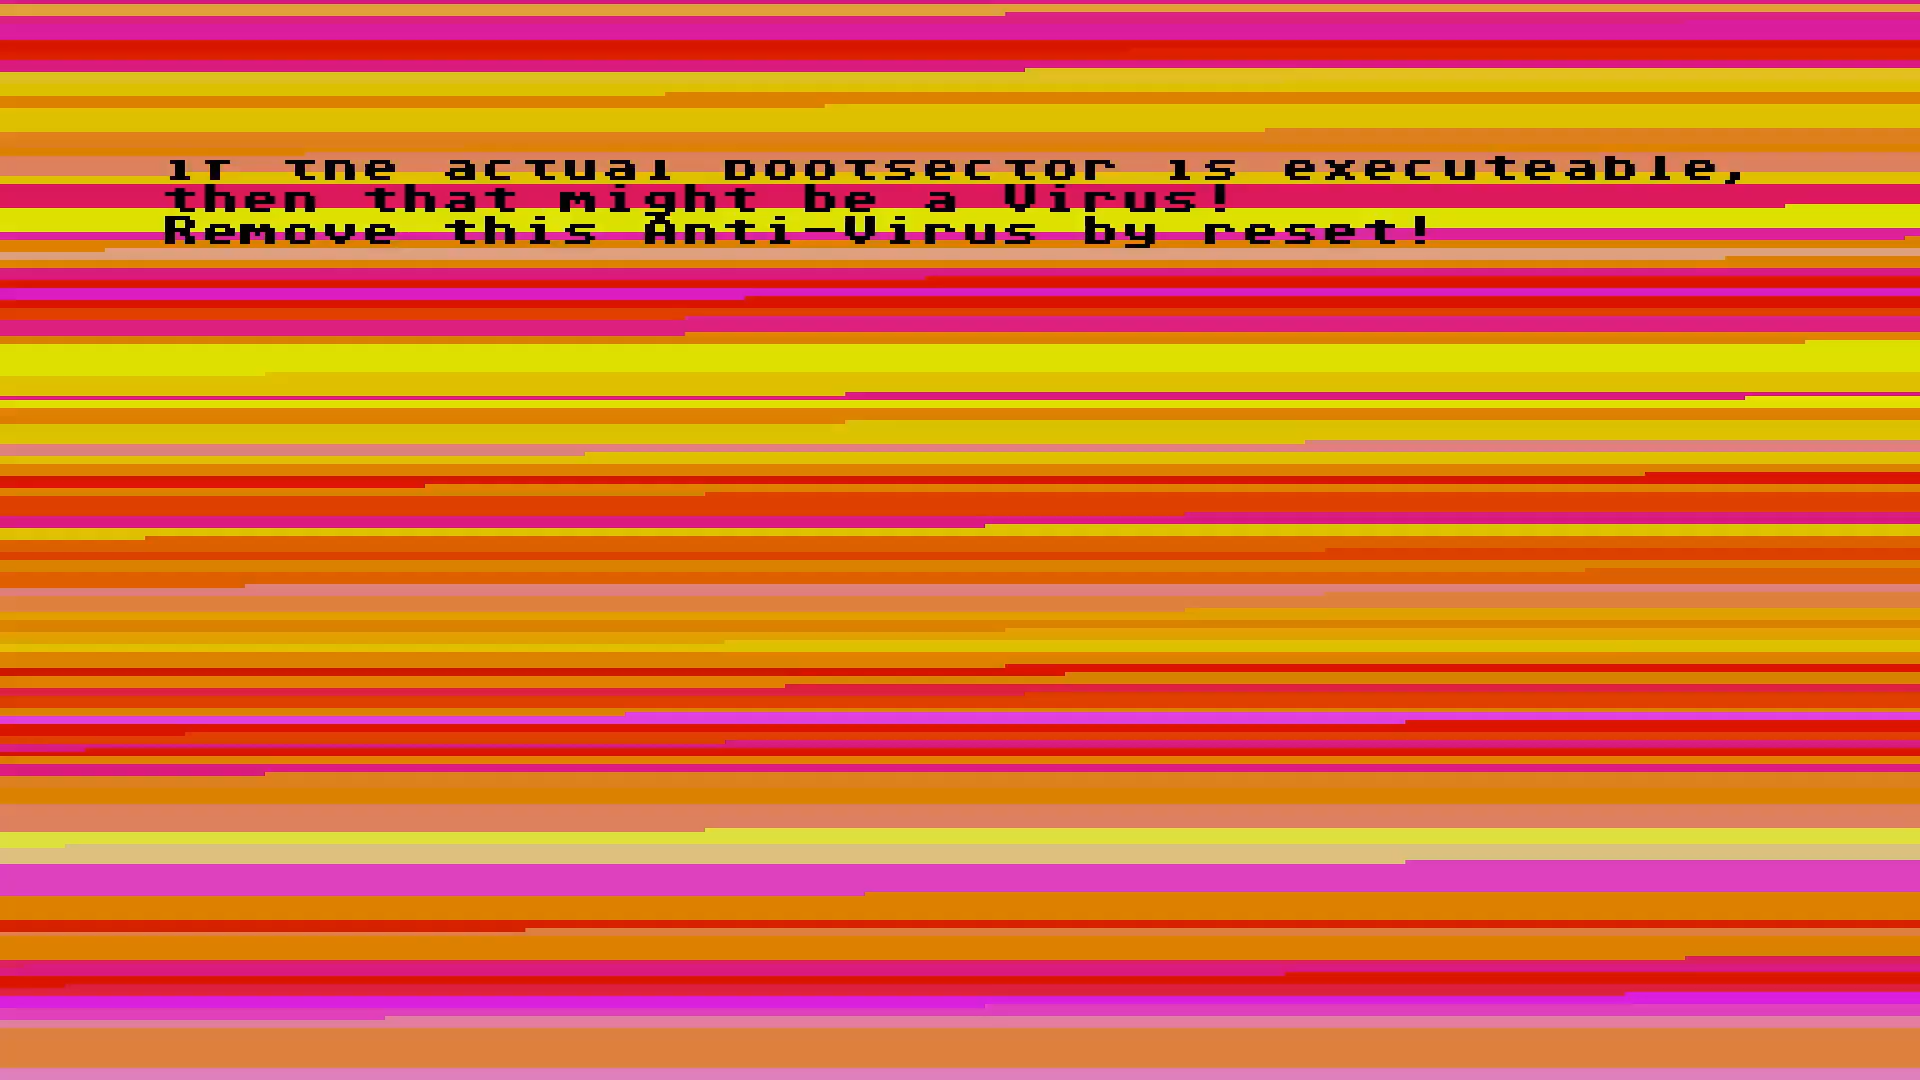 If the actual bootsector is executeable,
then that might be a Virus!
Remove this Anti-Virus by reset!